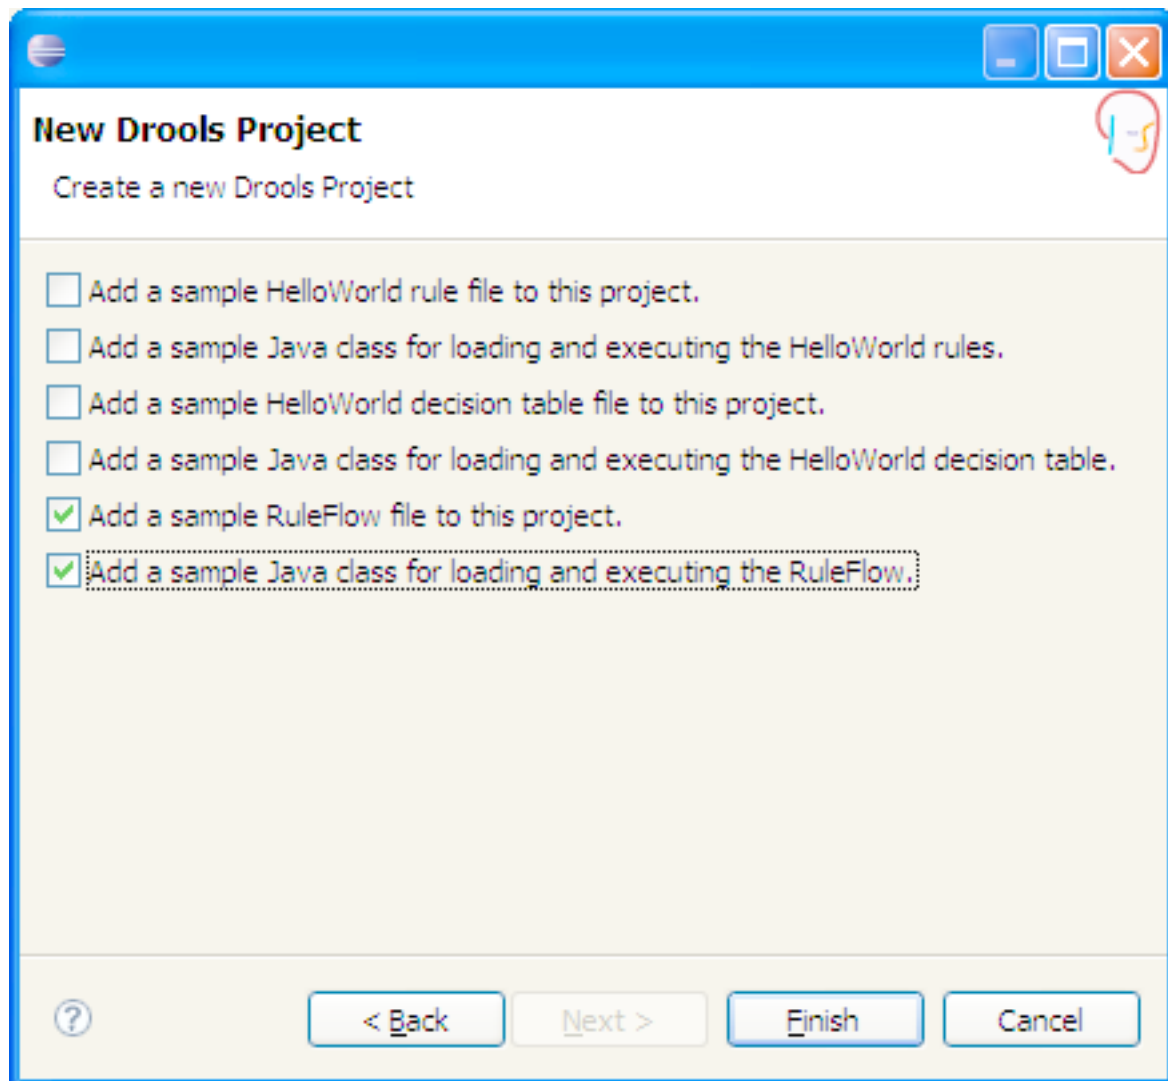 New Drools Project
Create a new Drools Project
Add a sample HelloWorld rule file to this project.
Add a sample Java class for loading and executing the HelloWorld rules.
Add a sample HelloWorld decision table file to this project.
Add a sample Java class for loading and executing the HelloWorld decision table.
Add a sample RuleFlow file to this project.
Add a sample Java class for loading and executing the RuleFlow.
? < Back Next > Finish Cancel